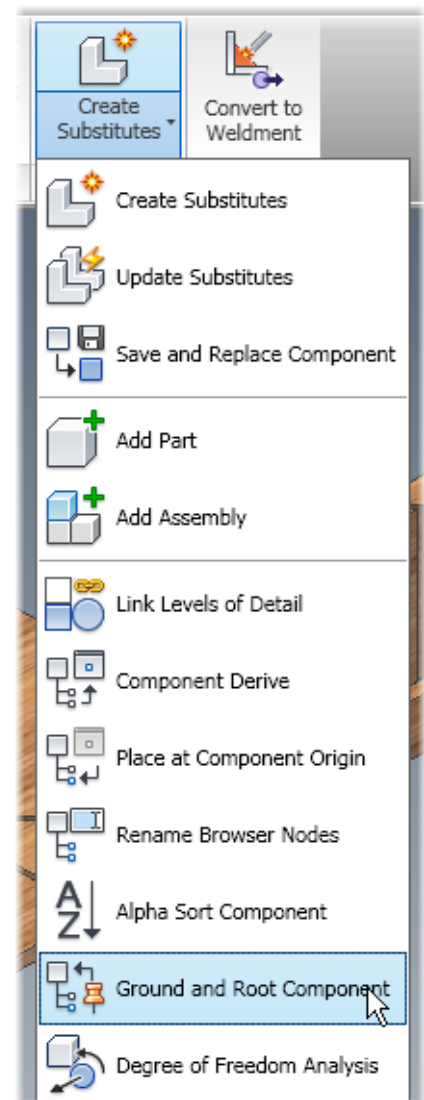 Create
Substitutes
Convert to
Weldment
Create Substitutes
Update Substitutes
Save and Replace Component
Add Part
Add Assembly
Link Levels of Detail
Component Derive
Place at Component Origin
Rename Browser Nodes
A
Z
Alpha Sort Component
Ground and Root Component
Degree of Freedom Analysis